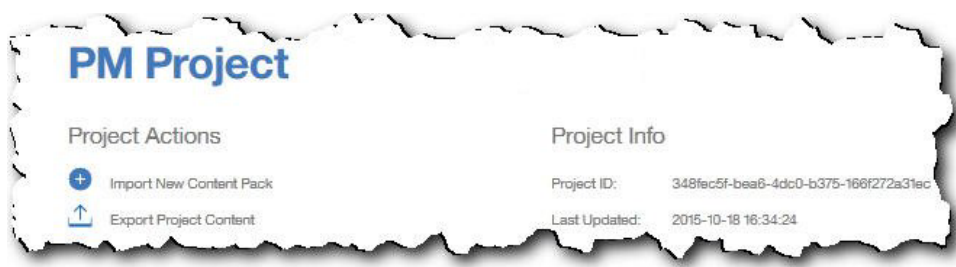 PM Project
Project Actions
Project Info
Import New Content Pack
Project ID: 348fec5f-bea6-4dc0-b375-166f272a31ec
Export Project Content
Last Updated: 2015-10-18 16:34:24